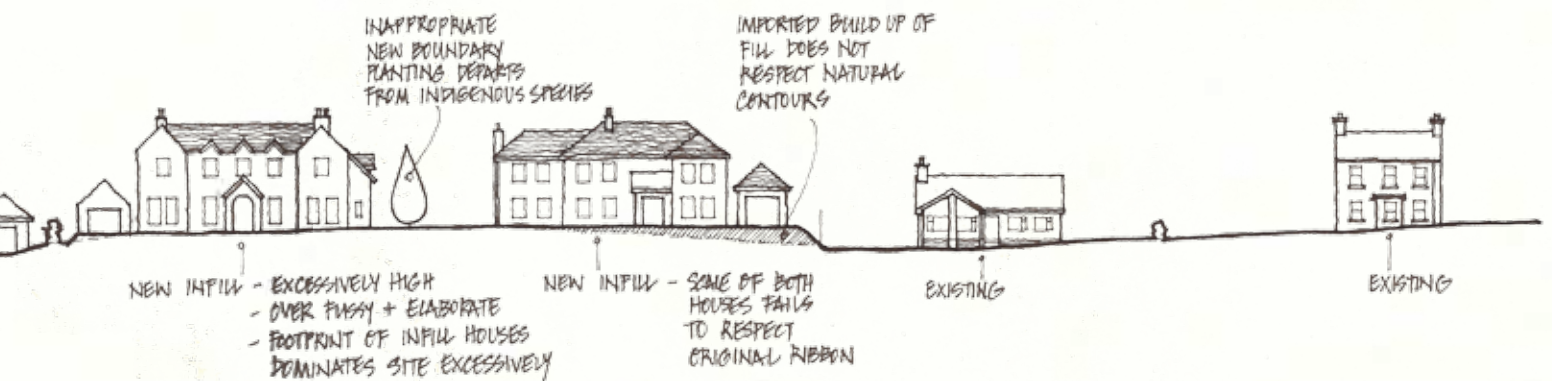 INAPPROPRIATE
NEW BOUNDARY
PLANTING DEPARTS
FROM INDIGENOUS SPECIES
IMPORTED BUILD UP OF
FILL DOES NOT
RESPECT NATURAL
CONTOURS
NEW INFILL - EXCESSIVELY HIGH
- OVER FUSSY + ELABORATE
- FOOTPRINT OF INFILL HOUSES
DOMINATES SITE EXCESSIVELY
NEW INFILL - SCALE OF BOTH
HOUSES FAILS
TO RESPECT
ORIGINAL RIBBON
EXISTING
EXISTING